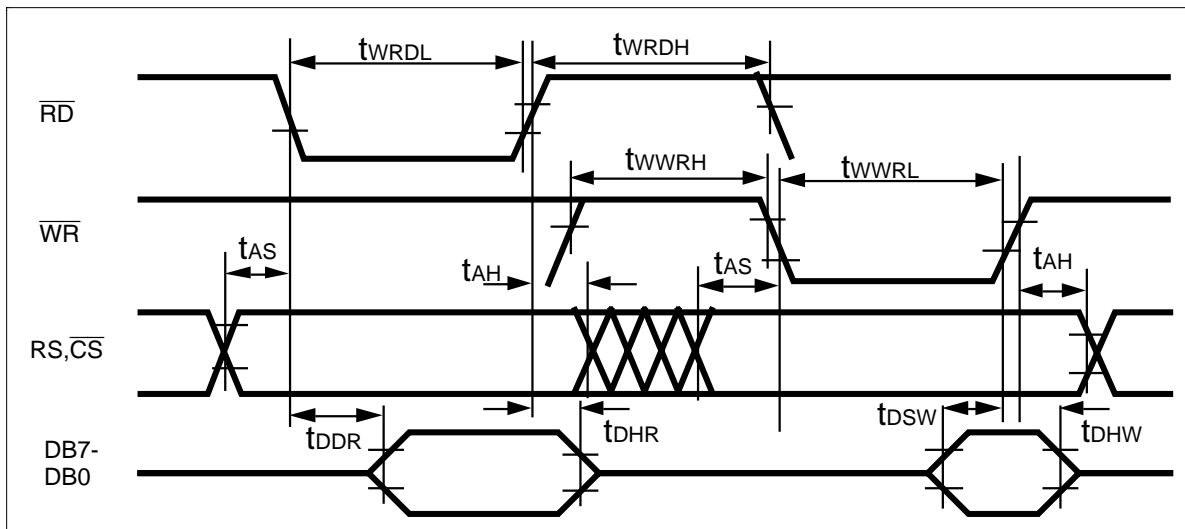 tWRDL
tWRDH
RD
tWWRH
tWWRL
WR
tAS
tAH
tAS
tAH
RS,CS
tDDR
tDHR
tDSW
tDHW
DB7-
DB0